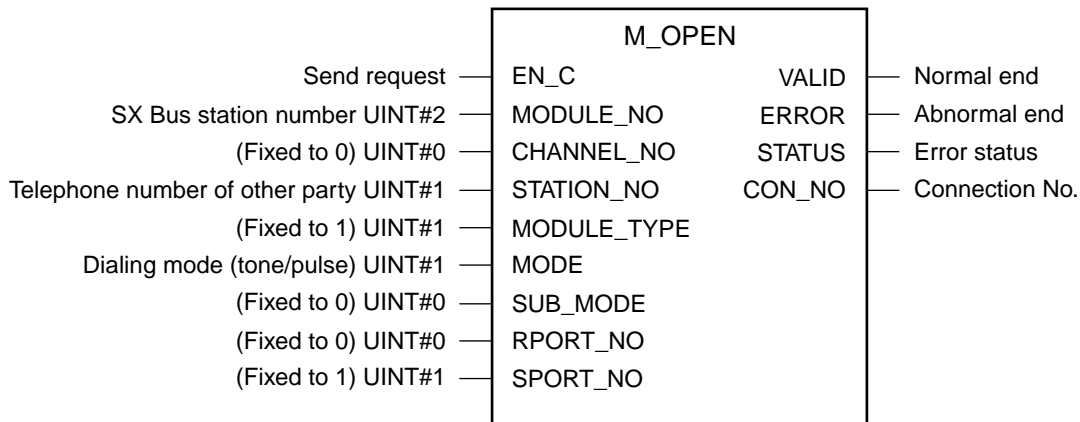 M_OPEN
Send request EN_C VALID Normal end
SX Bus station number UINT#2 MODULE_NO ERROR Abnormal end
(Fixed to 0) UINT#0 CHANNEL_NO STATUS Error status
Telephone number of other party UINT#1 STATION_NO CON_NO Connection No.
(Fixed to 1) UINT#1 MODULE_TYPE
Dialing mode (tone/pulse) UINT#1 MODE
(Fixed to 0) UINT#0 SUB_MODE
(Fixed to 0) UINT#0 RPORT_NO
(Fixed to 1) UINT#1 SPORT_NO